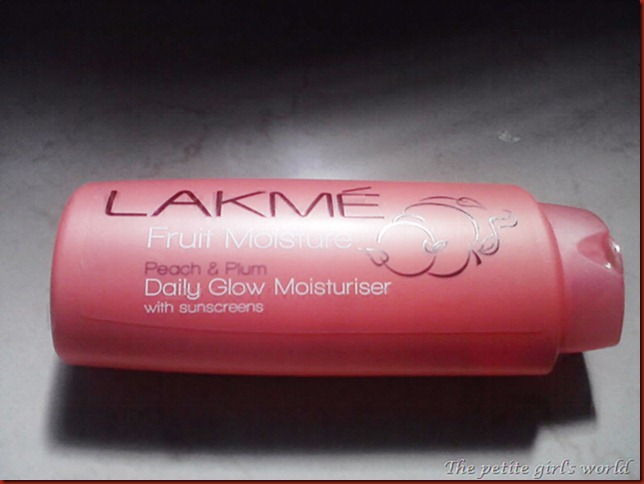 LAKMÉ
Fruit Moisture
Peach & Plum
Daily Glow Moisturiser
with sunscreens
The petite girl's world